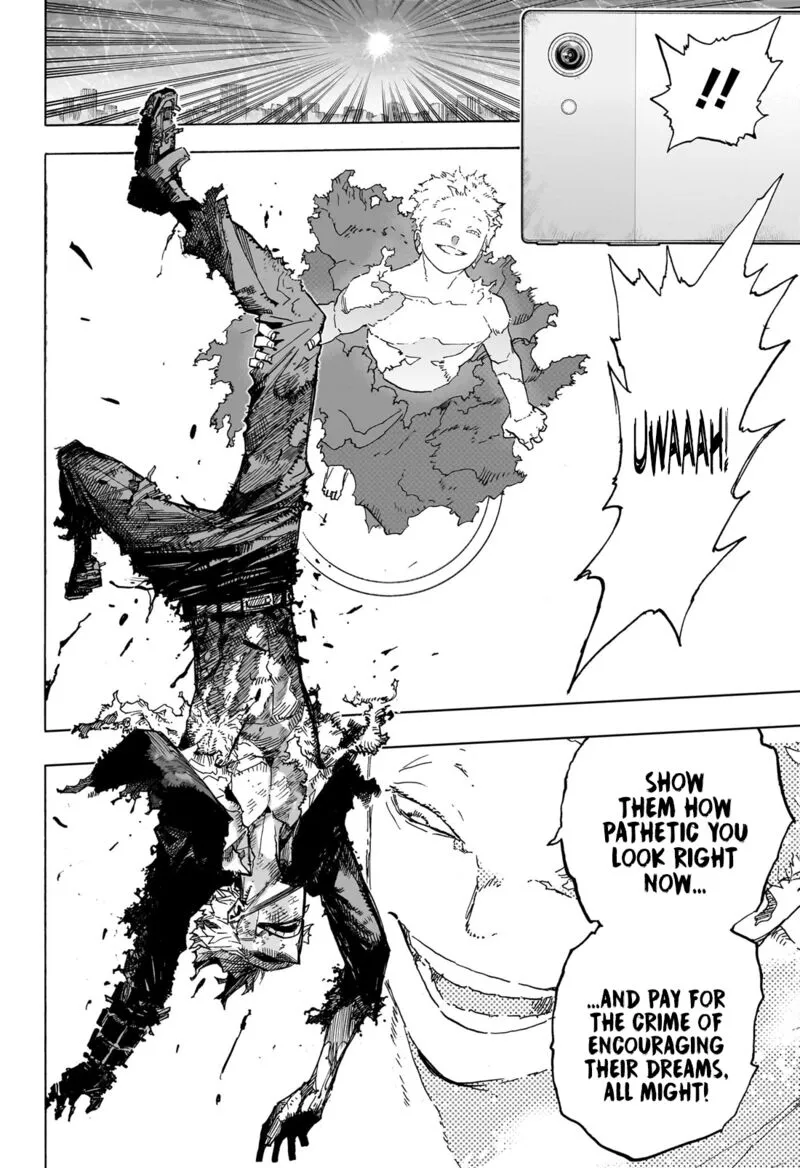 !!
UWAAAH!
SHOW
THEM HOW
PATHETIC YOU
LOOK RIGHT
NOW...
...AND PAY FOR
THE CRIME OF
ENCOURAGING
THEIR DREAMS,
ALL MIGHT!